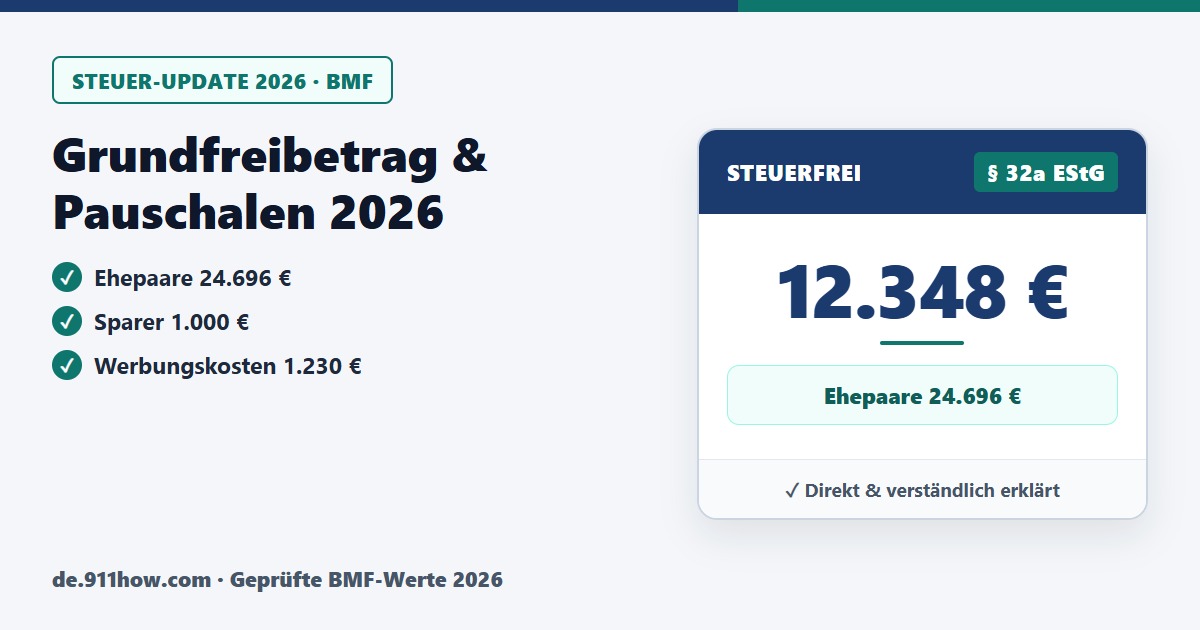 STEUER-UPDATE 2026 · BMF
Grundfreibetrag &
Pauschalen 2026
✓ Ehepaare 24.696 €
✓ Sparer 1.000 €
✓ Werbungskosten 1.230 €
STEUERFREI
§ 32a EStG
12.348 €
Ehepaare 24.696 €
✓ Direkt & verständlich erklärt
de.911how.com · Geprüfte BMF-Werte 2026